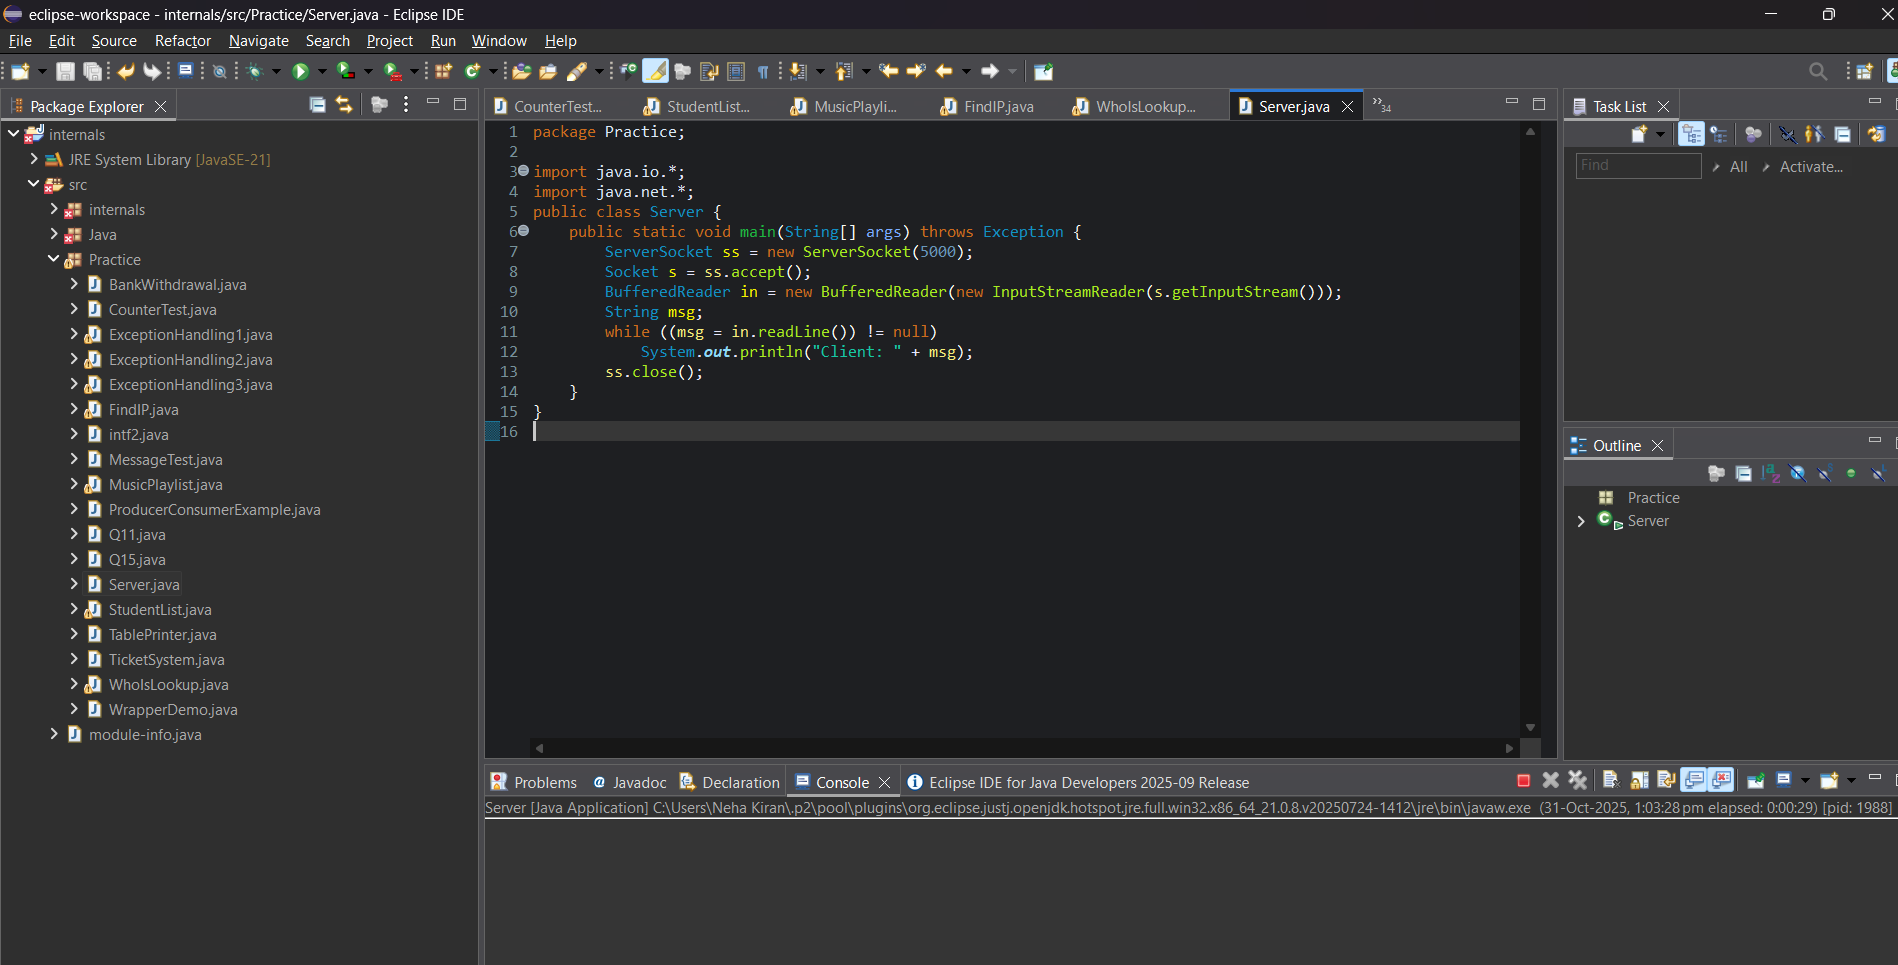 eclipse-workspace - internals/src/Practice/Server.java - Eclipse IDE
File Edit Source Refactor Navigate Search Project Run Window Help
Package Explorer
internals
JRE System Library [JavaSE-21]
src
internals
Java
Practice
BankWithdrawal.java
CounterTest.java
ExceptionHandling1.java
ExceptionHandling2.java
ExceptionHandling3.java
FindIP.java
intf2.java
MessageTest.java
MusicPlaylist.java
ProducerConsumerExample.java
Q11.java
Q15.java
Server.java
StudentList.java
TablePrinter.java
TicketSystem.java
WhoIsLookup.java
WrapperDemo.java
module-info.java
CounterTest... StudentList... MusicPlayli... FindIP.java WhoIsLookup... Server.java »34
1 package Practice;
2
3 import java.io.*;
4 import java.net.*;
5 public class Server {
6 public static void main(String[] args) throws Exception {
7 ServerSocket ss = new ServerSocket(5000);
8 Socket s = ss.accept();
9 BufferedReader in = new BufferedReader(new InputStreamReader(s.getInputStream()));
10 String msg;
11 while ((msg = in.readLine()) != null)
12 System.out.println("Client: " + msg);
13 ss.close();
14 }
15 }
16
Task List
Find All Activate...
Outline
Practice
Server
Problems @ Javadoc Declaration Console Eclipse IDE for Java Developers 2025-09 Release
Server [Java Application] C:\Users\Neha Kiran\.p2\pool\plugins\org.eclipse.justj.openjdk.hotspot.jre.full.win32.x86_64_21.0.8.v20250724-1412\jre\bin\javaw.exe (31-Oct-2025, 1:03:28 pm elapsed: 0:00:29) [pid: 1988]